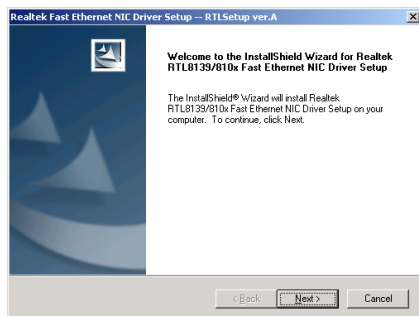 Realtek Fast Ethernet NIC Driver Setup -- RTLSetup ver.A
Welcome to the InstallShield Wizard for Realtek
RTL8139/810x Fast Ethernet NIC Driver Setup
The InstallShield® Wizard will install Realtek
RTL8139/810x Fast Ethernet NIC Driver Setup on your
computer. To continue, click Next.
< Back Next > Cancel